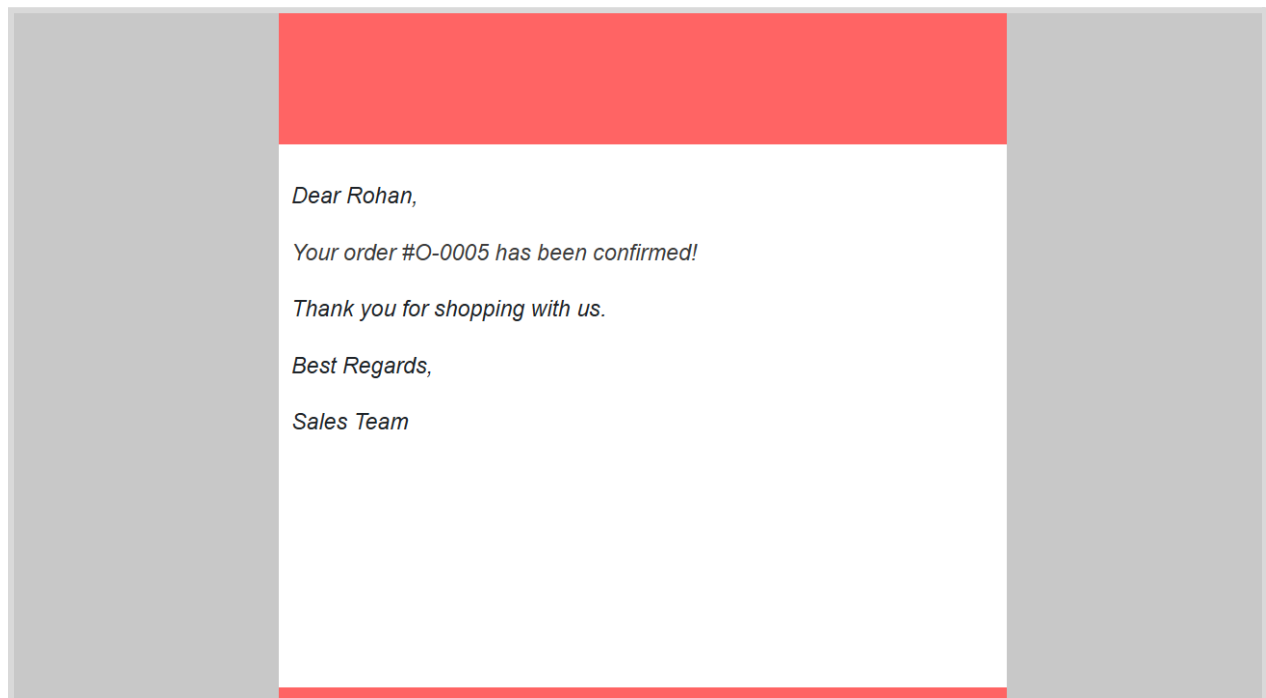 Dear Rohan,
Your order #O-0005 has been confirmed!
Thank you for shopping with us.
Best Regards,
Sales Team